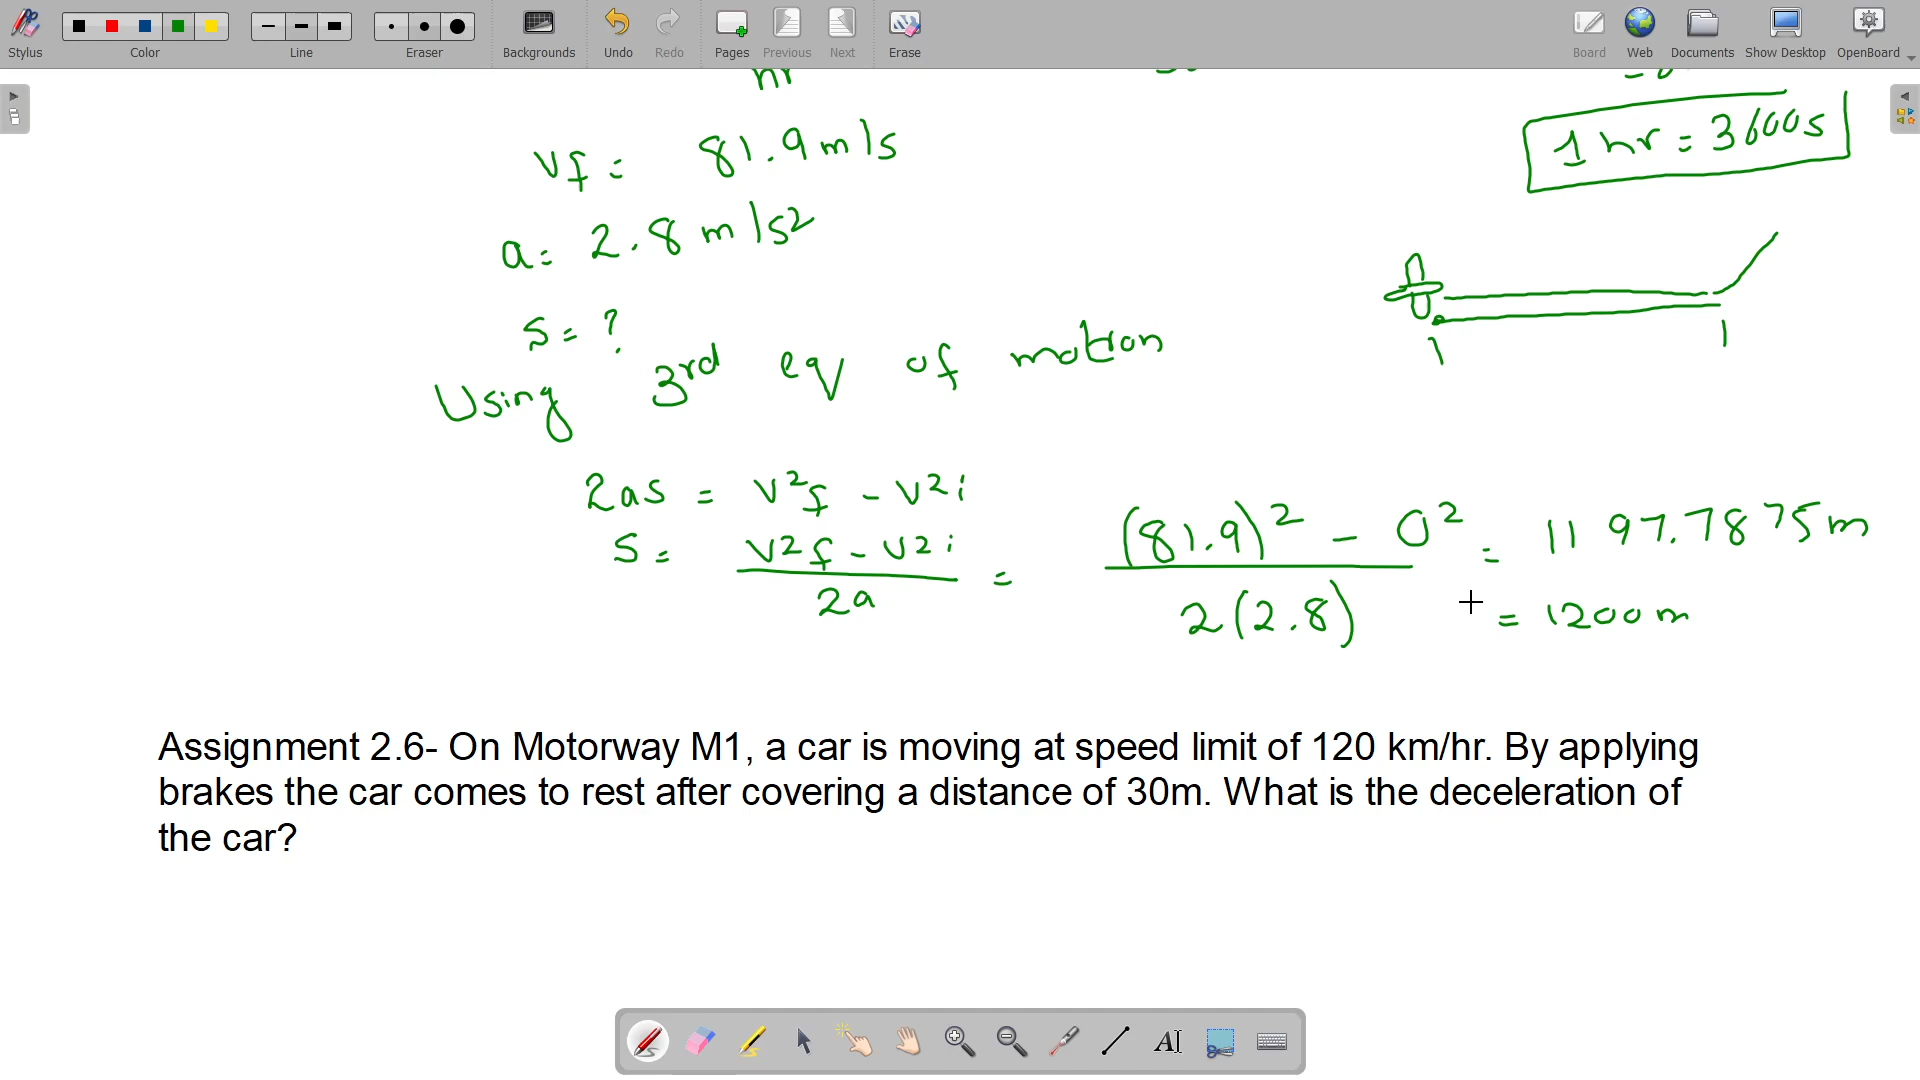 Stylus Color Line Eraser Backgrounds Undo Redo Pages Previous Next Erase Board Web Documents Show Desktop OpenBoard
hr
1 hr = 3600s
vf = 81.9 m/s
a = 2.8 m/s2
s = ?
Using 3rd eq of motion
2as = v2f - v2i
s = v2f - v2i / 2a = (81.9)2 - 02 / 2(2.8) = 1197.7875 m
= 1200 m
Assignment 2.6- On Motorway M1, a car is moving at speed limit of 120 km/hr. By applying
brakes the car comes to rest after covering a distance of 30m. What is the deceleration of
the car?